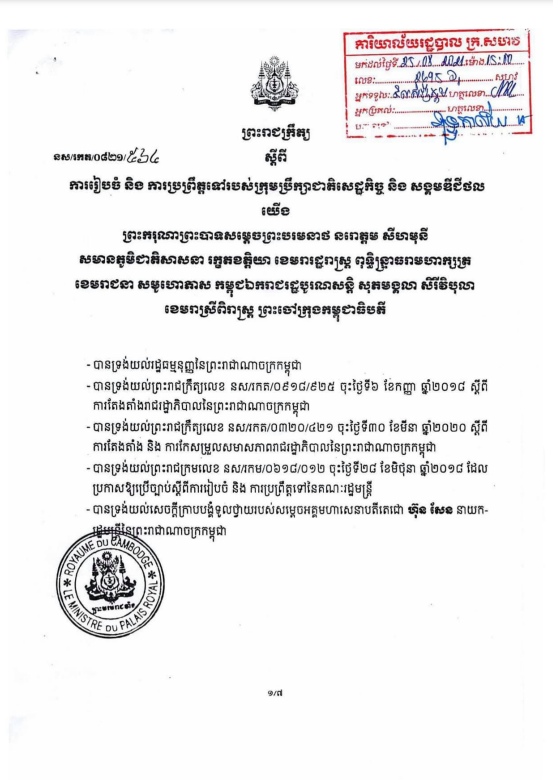 ការិយាល័យរដ្ឋបាល ក្រ.សហវ
មកដល់ថ្ងៃទី 25/08/2021 ម៉ោង 15:10
លេខ: សហវ
អ្នកទទួល: ហត្ថលេខា
អ្នកប្រគល់: ហត្ថលេខា
ព្រះរាជក្រឹត្យ
នស/រកត/០៨២១/៥៦៤ ស្តីពី
ការរៀបចំ និង ការប្រព្រឹត្តទៅរបស់ក្រុមប្រឹក្សាជាតិសេដ្ឋកិច្ច និង សង្គមឌីជីថល
យើង
ព្រះករុណាព្រះបាទសម្តេចព្រះបរមនាថ នរោត្តម សីហមុនី
សមានភូមិជាតិសាសនា រក្ខតខត្តិយា ខេមរារដ្ឋរាស្ត្រ ពុទ្ធិន្ទ្រាធរាមហាក្សត្រ
ខេមរាជនា សមូហោភាស កម្ពុជឯករាជរដ្ឋបូរណសន្តិ សុភមង្គលា សិរីវិបុលា
ខេមរាស្រីពិរាស្ត្រ ព្រះចៅក្រុងកម្ពុជាធិបតី
- បានទ្រង់យល់រដ្ឋធម្មនុញ្ញនៃព្រះរាជាណាចក្រកម្ពុជា
- បានទ្រង់យល់ព្រះរាជក្រឹត្យលេខ នស/រកត/០៩១៨/៩២៥ ចុះថ្ងៃទី៦ ខែកញ្ញា ឆ្នាំ២០១៨ ស្តីពី
ការតែងតាំងរាជរដ្ឋាភិបាលនៃព្រះរាជាណាចក្រកម្ពុជា
- បានទ្រង់យល់ព្រះរាជក្រឹត្យលេខ នស/រកត/០៣២០/៤២១ ចុះថ្ងៃទី៣០ ខែមីនា ឆ្នាំ២០២០ ស្តីពី
ការតែងតាំង និង ការកែសម្រួលសមាសភាពរាជរដ្ឋាភិបាលនៃព្រះរាជាណាចក្រកម្ពុជា
- បានទ្រង់យល់ព្រះរាជក្រមលេខ នស/រកម/០៦១៨/០១២ ចុះថ្ងៃទី២៨ ខែមិថុនា ឆ្នាំ២០១៨ ដែល
ប្រកាសឱ្យប្រើច្បាប់ស្តីពីការរៀបចំ និង ការប្រព្រឹត្តទៅនៃគណៈរដ្ឋមន្ត្រី
- បានទ្រង់យល់សេចក្តីក្រាបបង្គំទូលថ្វាយរបស់សម្តេចអគ្គមហាសេនាបតីតេជោ ហ៊ុន សែន នាយក-
រដ្ឋមន្ត្រីនៃព្រះរាជាណាចក្រកម្ពុជា
ROYAUME DU CAMBODGE
LE MINISTRE DU PALAIS ROYAL
១/៧